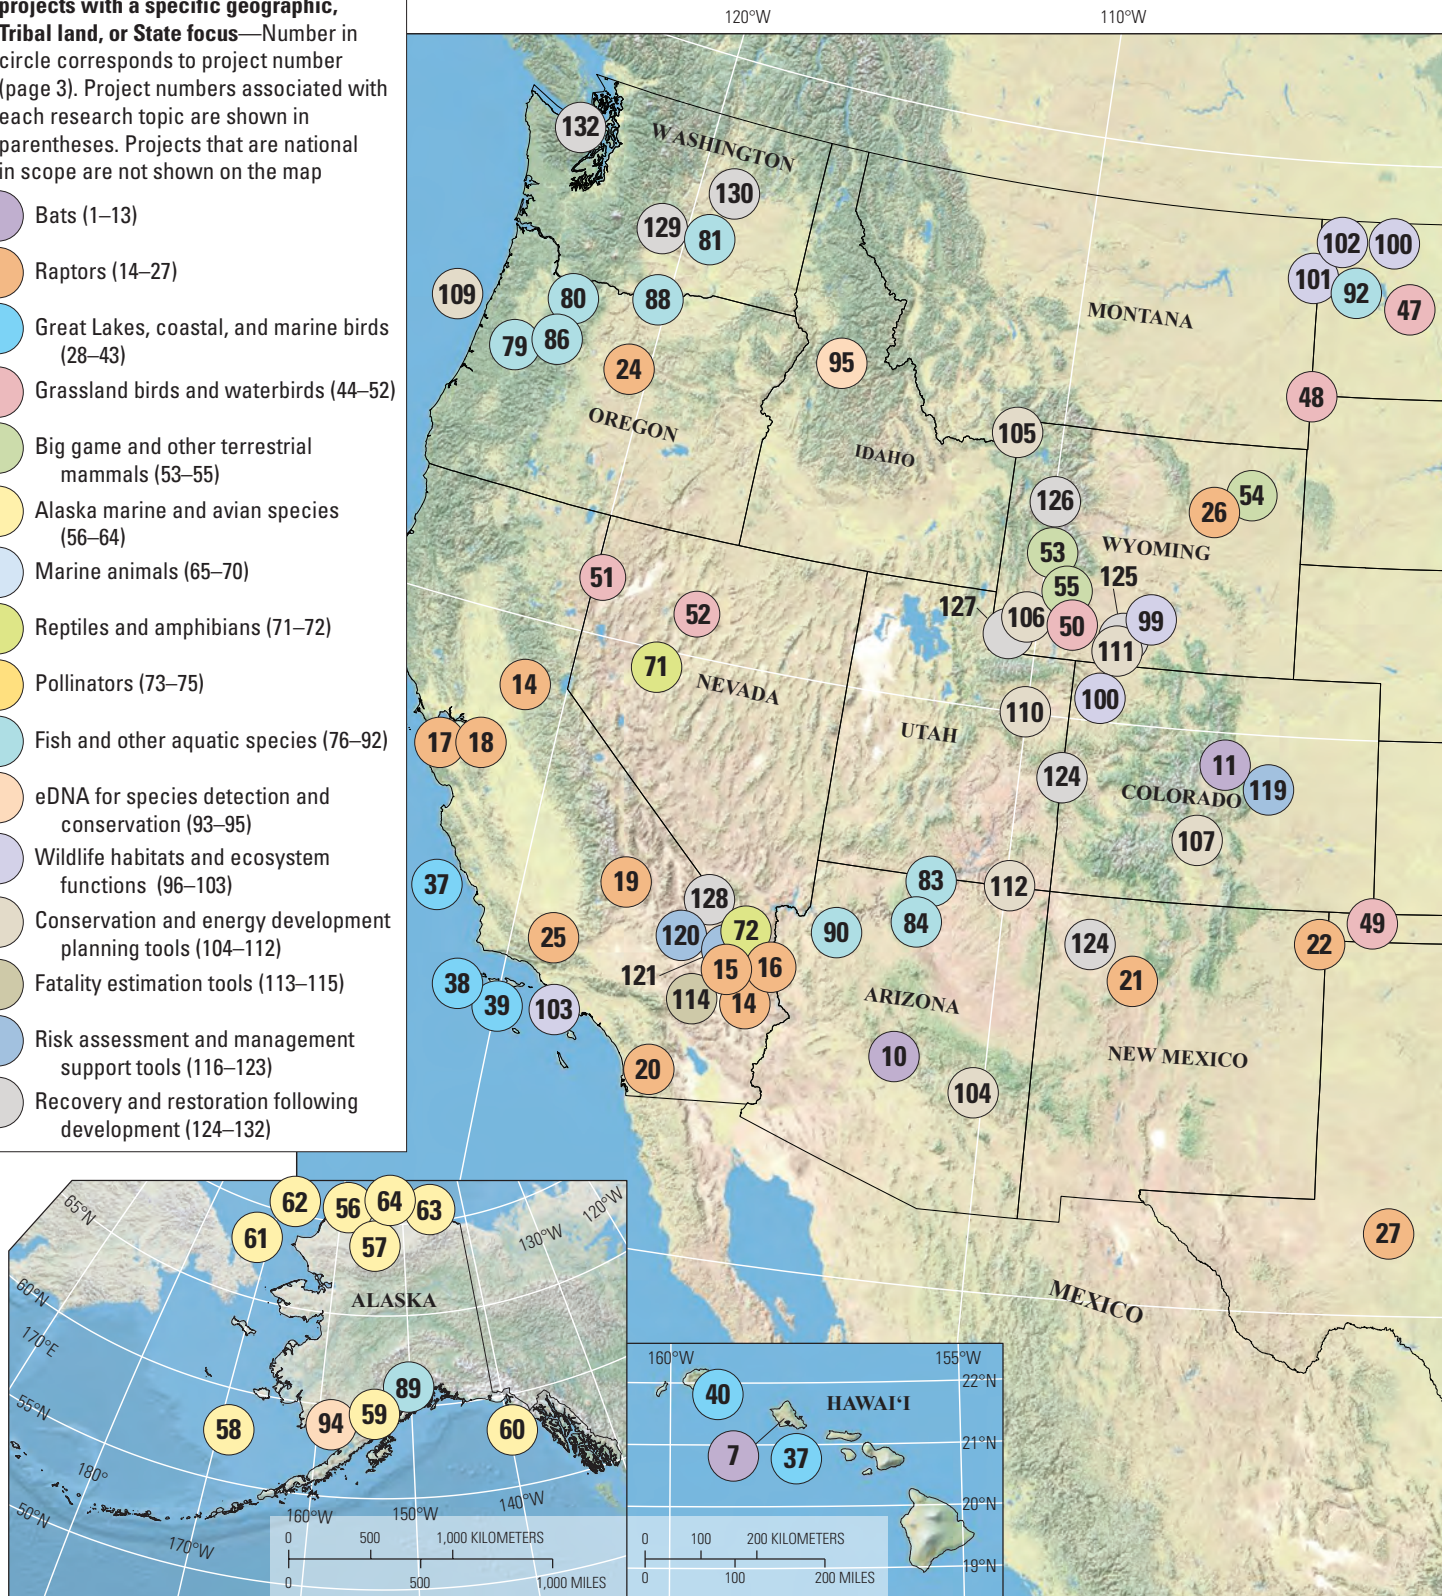 projects with a specific geographic,
Tribal land, or State focus—Number in
circle corresponds to project number
(page 3). Project numbers associated with
each research topic are shown in
parentheses. Projects that are national
in scope are not shown on the map
Bats (1–13)
Raptors (14–27)
Great Lakes, coastal, and marine birds
(28–43)
Grassland birds and waterbirds (44–52)
Big game and other terrestrial
mammals (53–55)
Alaska marine and avian species
(56–64)
Marine animals (65–70)
Reptiles and amphibians (71–72)
Pollinators (73–75)
Fish and other aquatic species (76–92)
eDNA for species detection and
conservation (93–95)
Wildlife habitats and ecosystem
functions (96–103)
Conservation and energy development
planning tools (104–112)
Fatality estimation tools (113–115)
Risk assessment and management
support tools (116–123)
Recovery and restoration following
development (124–132)
120°W
110°W
132
WASHINGTON
130
129
81
102
100
101
92
47
109
80
88
MONTANA
79
86
24
95
48
OREGON
IDAHO
105
126
54
26
53
WYOMING
51
55
125
127
52
106
50
99
111
71
NEVADA
14
100
110
UTAH
17
18
11
124
COLORADO
119
107
37
19
83
112
128
84
49
25
120
72
90
124
22
121
15
16
21
38
39
103
114
14
ARIZONA
10
NEW MEXICO
20
104
27
MEXICO
62
56
64
63
65°N
120°W
61
57
130°W
60°N
ALASKA
170°E
89
55°N
58
94
59
60
180°
50°N
160°W
150°W
140°W
170°W
0
500
1,000 KILOMETERS
0
500
1,000 MILES
160°W
155°W
22°N
40
HAWAI‘I
7
37
21°N
20°N
0
100
200 KILOMETERS
19°N
0
100
200 MILES